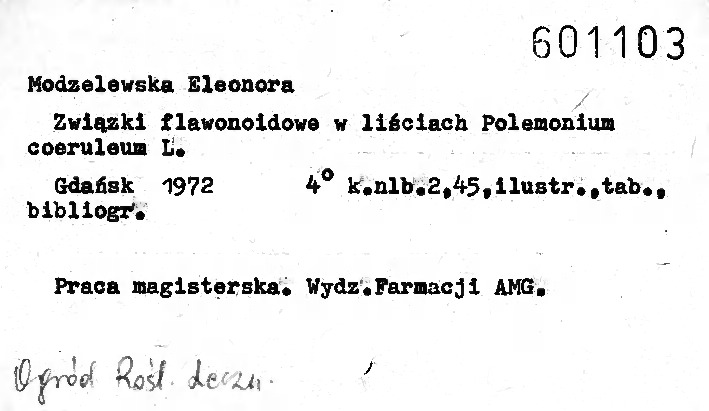 601103
Modzelewska Eleonora
Związki flawonoidowe w liściach Polemonium
coeruleum L.
Gdańsk 1972 4° k.nlb.2,45,ilustr.,tab.,
bibliogr.
Praca magisterska. Wydz.Farmacji AMG.
Ogród Rośl. Leczn.